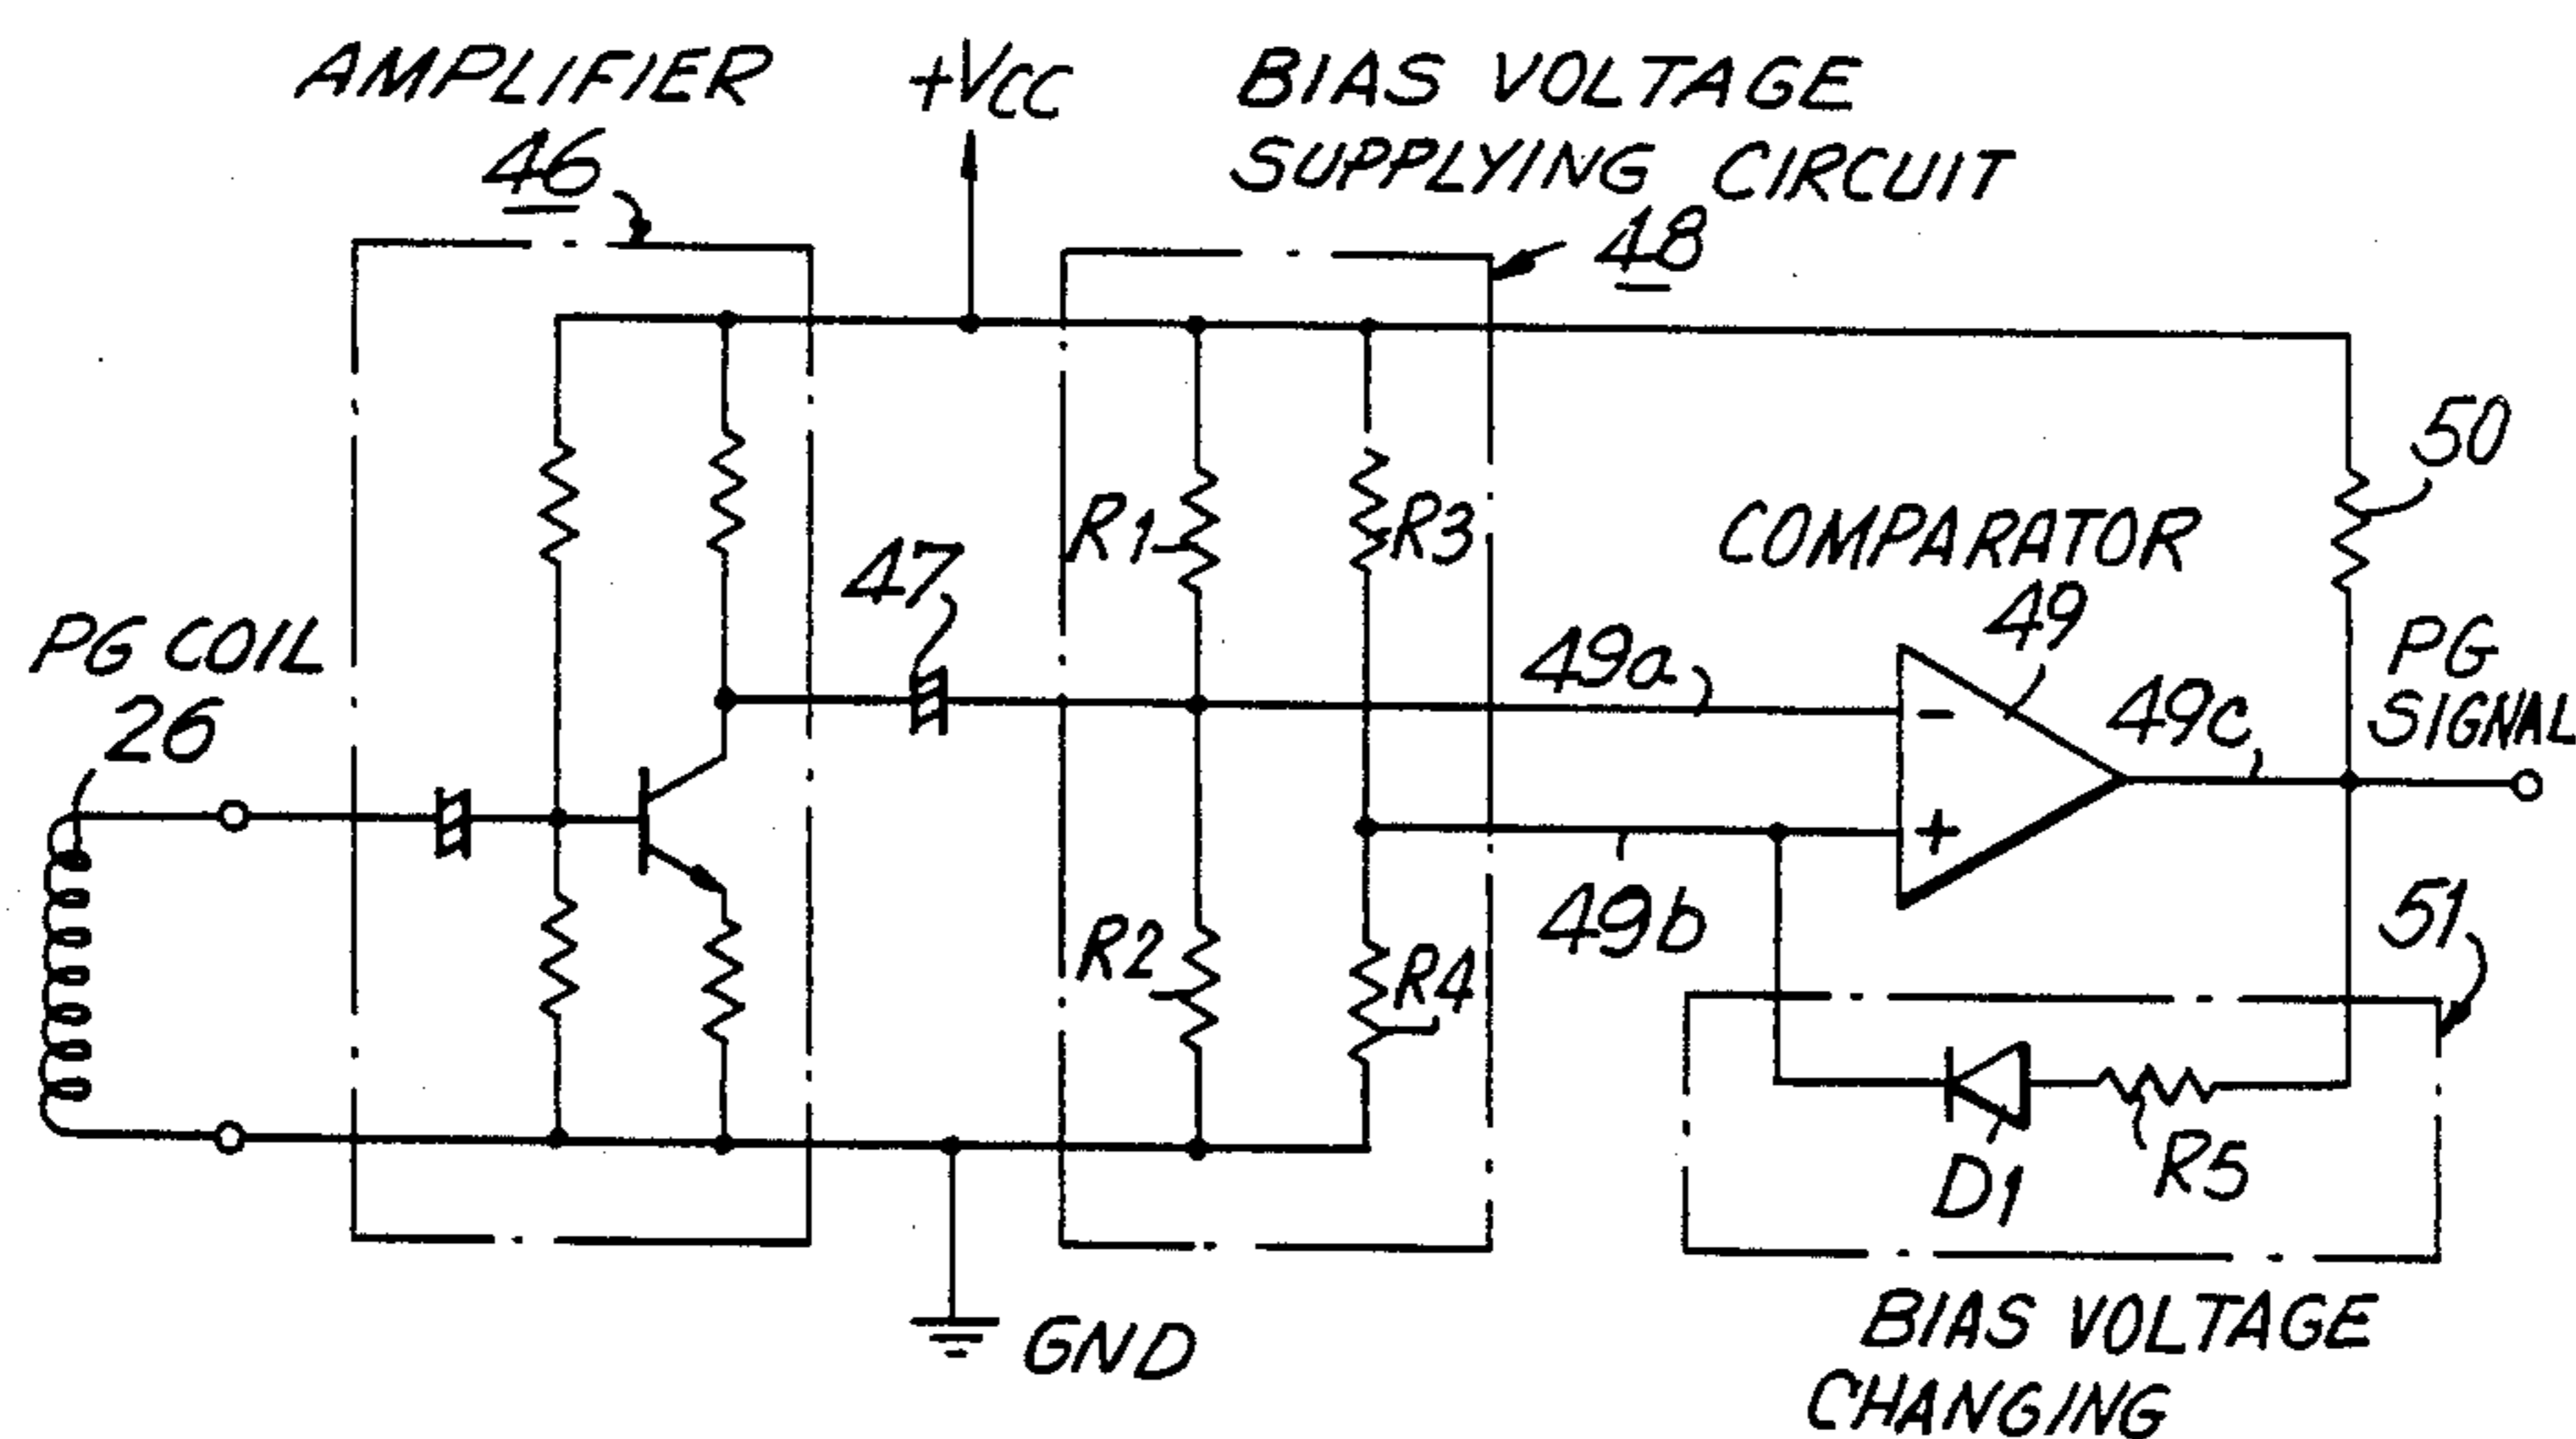 AMPLIFIER
46
+VCC
BIAS VOLTAGE
SUPPLYING CIRCUIT
48
50
R1
R3
COMPARATOR
49
47
PG COIL
26
49a
49c
PG
SIGNAL
-
+
49b
51
R2
R4
D1
R5
GND
BIAS VOLTAGE
CHANGING